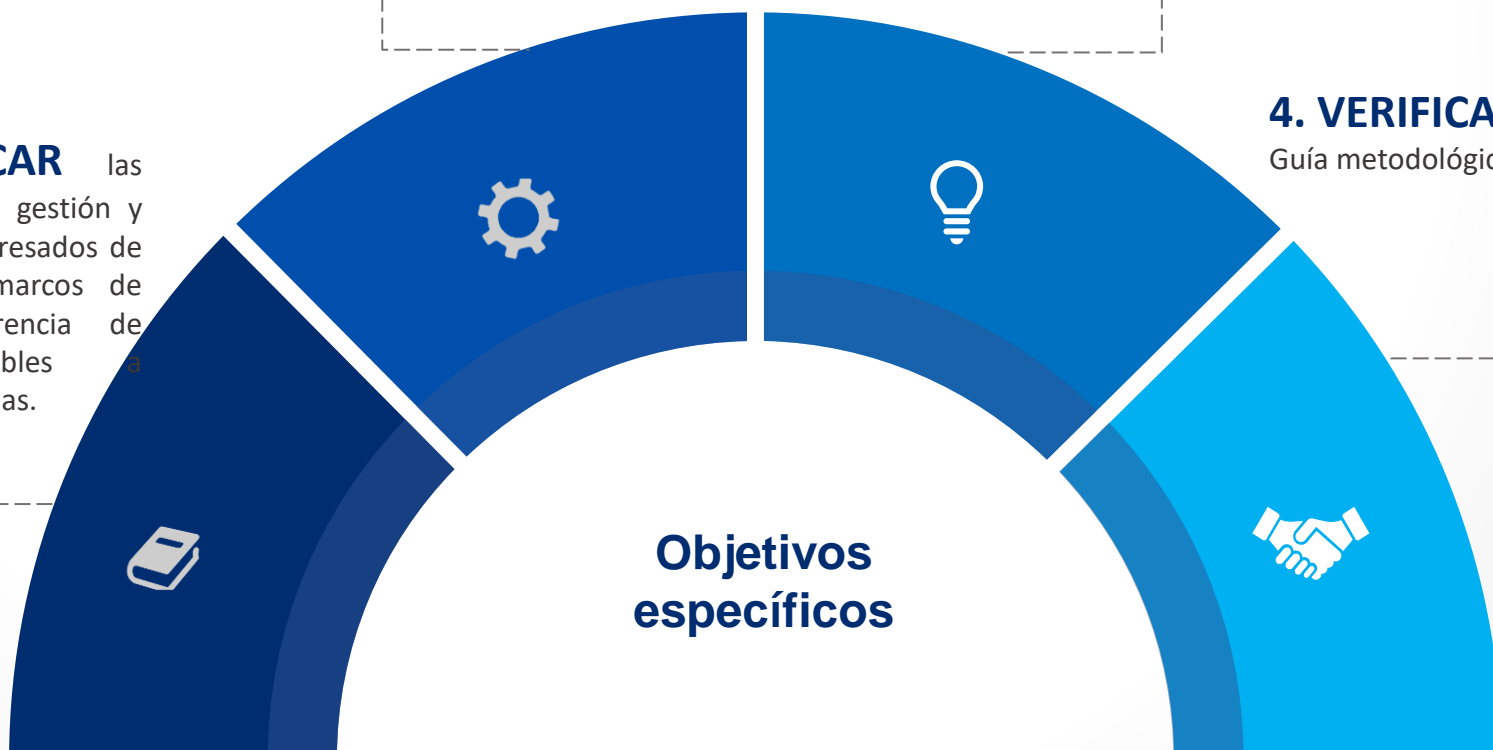 CAR las
gestión y
resados de
marcos de
rencia de
bles a
as.
4. VERIFICA
Guía metodológic
Objetivos
específicos